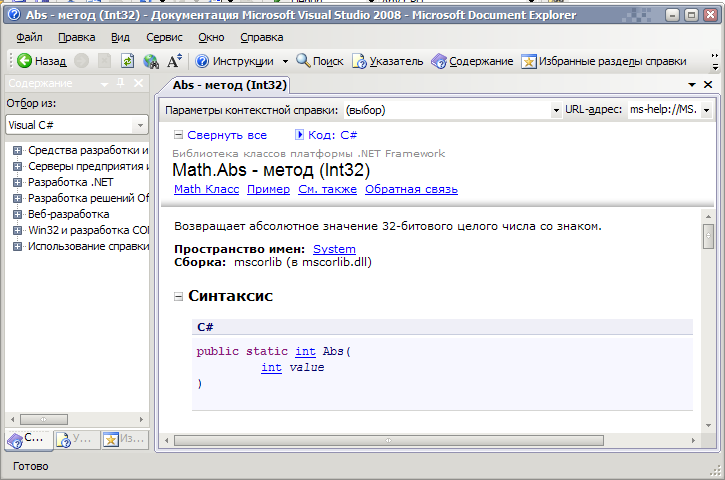 Abs - метод (Int32) - Документация Microsoft Visual Studio 2008 - Microsoft Document Explorer
Файл Правка Вид Сервис Окно Справка
Назад Инструкции Поиск Указатель Содержание Избранные разделы справки
Содержание
Отбор из:
Visual C#
Средства разработки и
Серверы предприятия и
Разработка .NET
Разработка решений Of
Веб-разработка
Win32 и разработка CO
Использование справки
С...
У...
Из...
Abs - метод (Int32)
Параметры контекстной справки: (выбор) URL-адрес: ms-help://MS.
Свернуть все Код: C#
Библиотека классов платформы .NET Framework
Math.Abs - метод (Int32)
Math Класс Пример См. также Обратная связь
Возвращает абсолютное значение 32-битового целого числа со знаком.
Пространство имен: System
Сборка: mscorlib (в mscorlib.dll)
Синтаксис
C#
public static int Abs(
int value
)
Готово